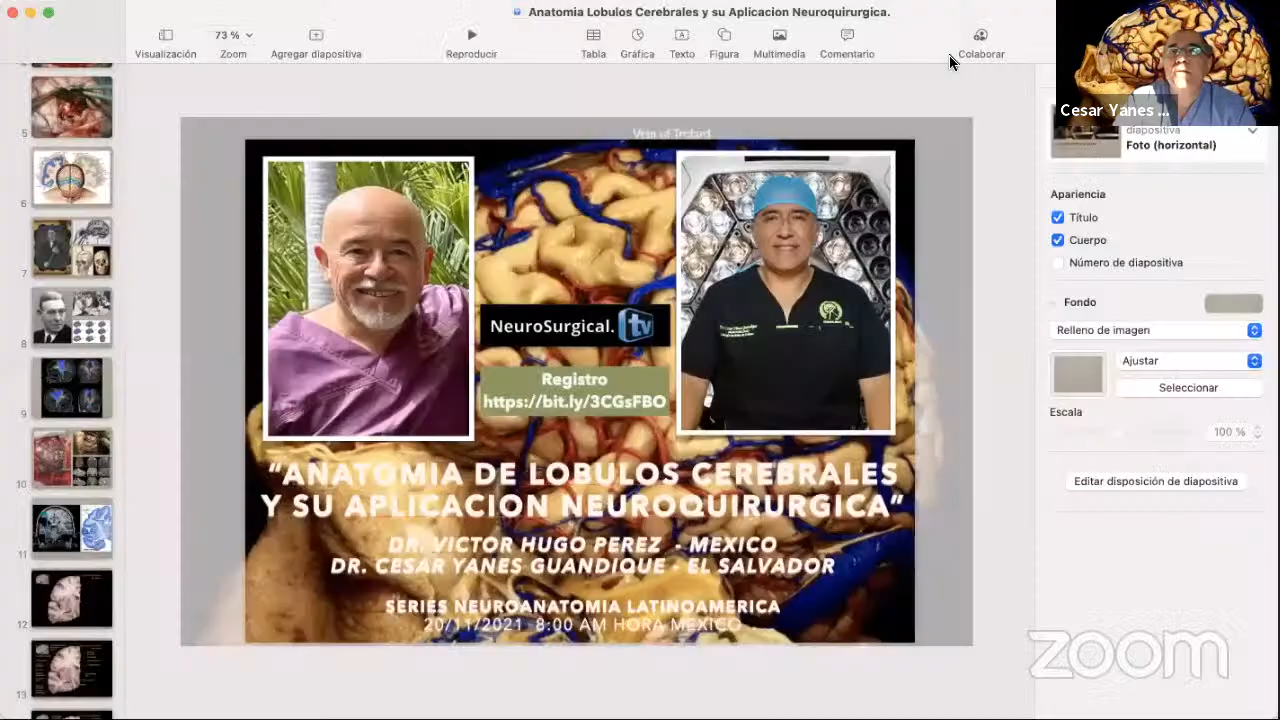 Anatomia Lobulos Cerebrales y su Aplicacion Neuroquirurgica.
73 %
Visualización
Zoom
Agregar diapositiva
Reproducir
Tabla
Gráfica
Texto
Figura
Multimedia
Comentario
Colaborar
Cesar Yanes ...
diapositiva
Foto (horizontal)
Apariencia
Título
Cuerpo
Número de diapositiva
Fondo
Relleno de imagen
Ajustar
Seleccionar
Escala
100 %
Editar disposición de diapositiva
5
6
7
8
9
10
11
12
13
NeuroSurgical.tv
Registro
https://bit.ly/3CGsFBO
“ANATOMIA DE LOBULOS CEREBRALES
Y SU APLICACION NEUROQUIRURGICA”
DR. VICTOR HUGO PEREZ - MEXICO
DR. CESAR YANES GUANDIQUE - EL SALVADOR
SERIES NEUROANATOMIA LATINOAMERICA
20/11/2021 8:00 AM HORA MEXICO
zoom